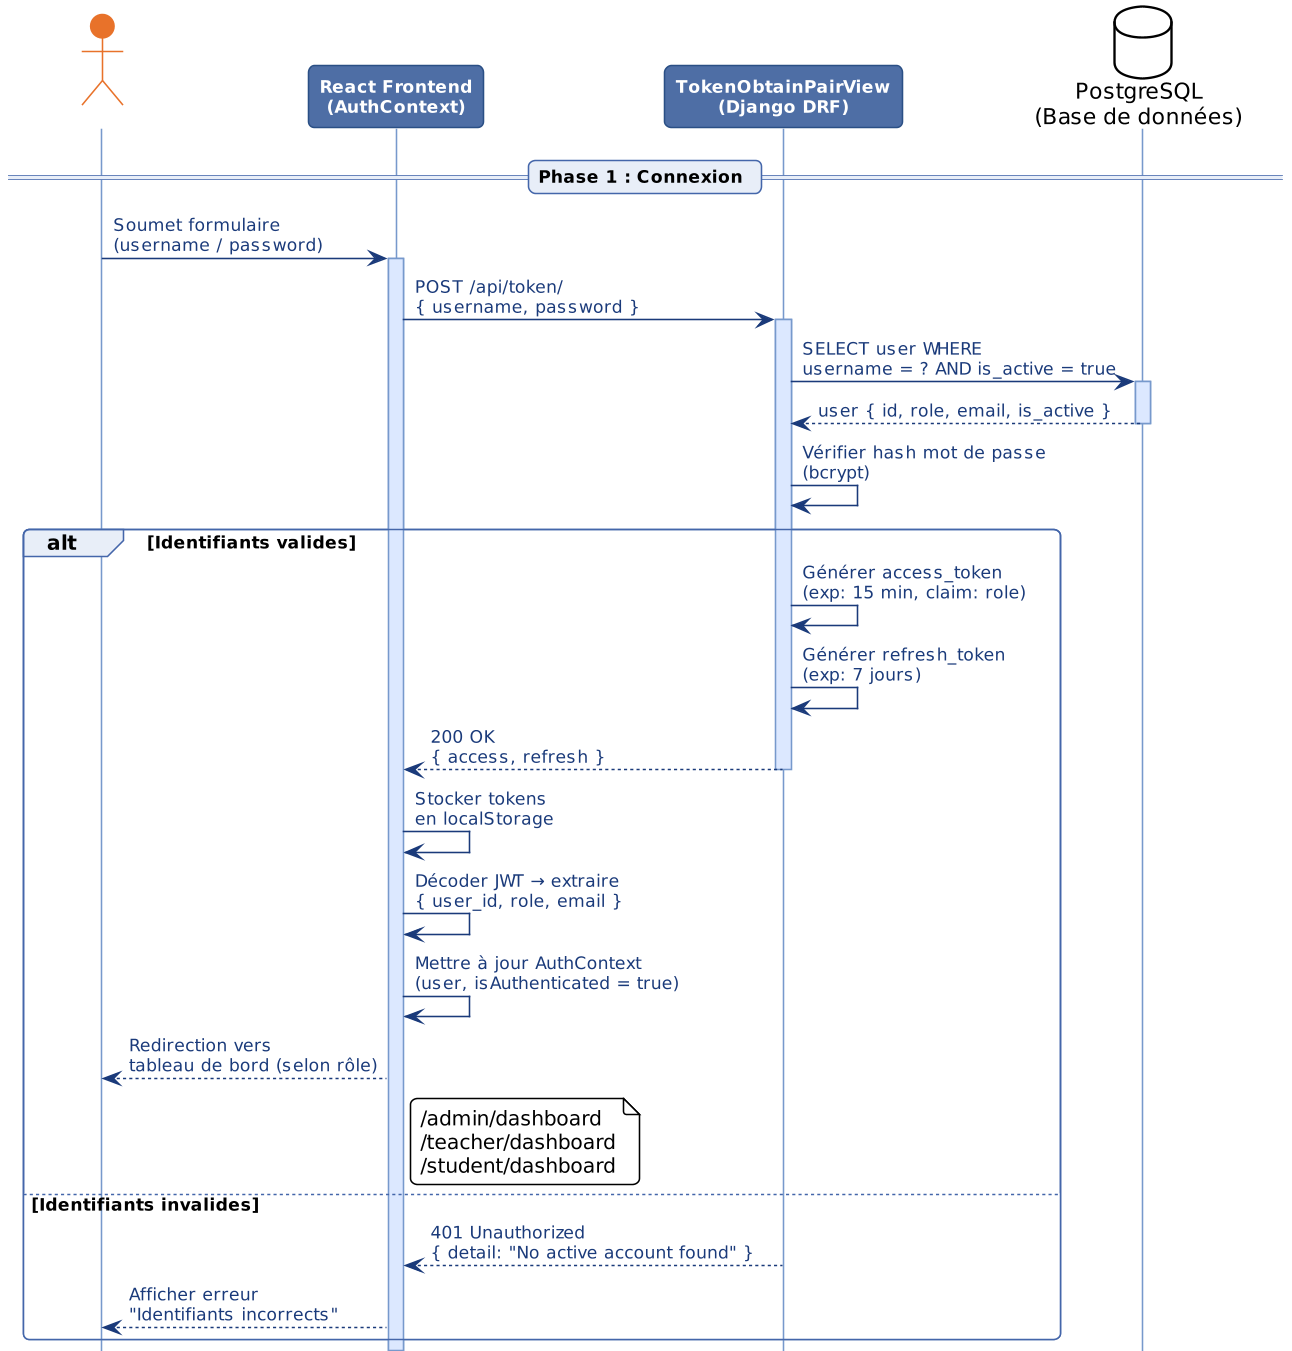 React Frontend
(AuthContext)
TokenObtainPairView
(Django DRF)
PostgreSQL
(Base de données)
Phase 1 : Connexion
Soumet formulaire
(username / password)
POST /api/token/
{ username, password }
SELECT user WHERE
username = ? AND is_active = true
user { id, role, email, is_active }
Vérifier hash mot de passe
(bcrypt)
alt
[Identifiants valides]
Générer access_token
(exp: 15 min, claim: role)
Générer refresh_token
(exp: 7 jours)
200 OK
{ access, refresh }
Stocker tokens
en localStorage
Décoder JWT → extraire
{ user_id, role, email }
Mettre à jour AuthContext
(user, isAuthenticated = true)
Redirection vers
tableau de bord (selon rôle)
/admin/dashboard
/teacher/dashboard
/student/dashboard
[Identifiants invalides]
401 Unauthorized
{ detail: "No active account found" }
Afficher erreur
"Identifiants incorrects"